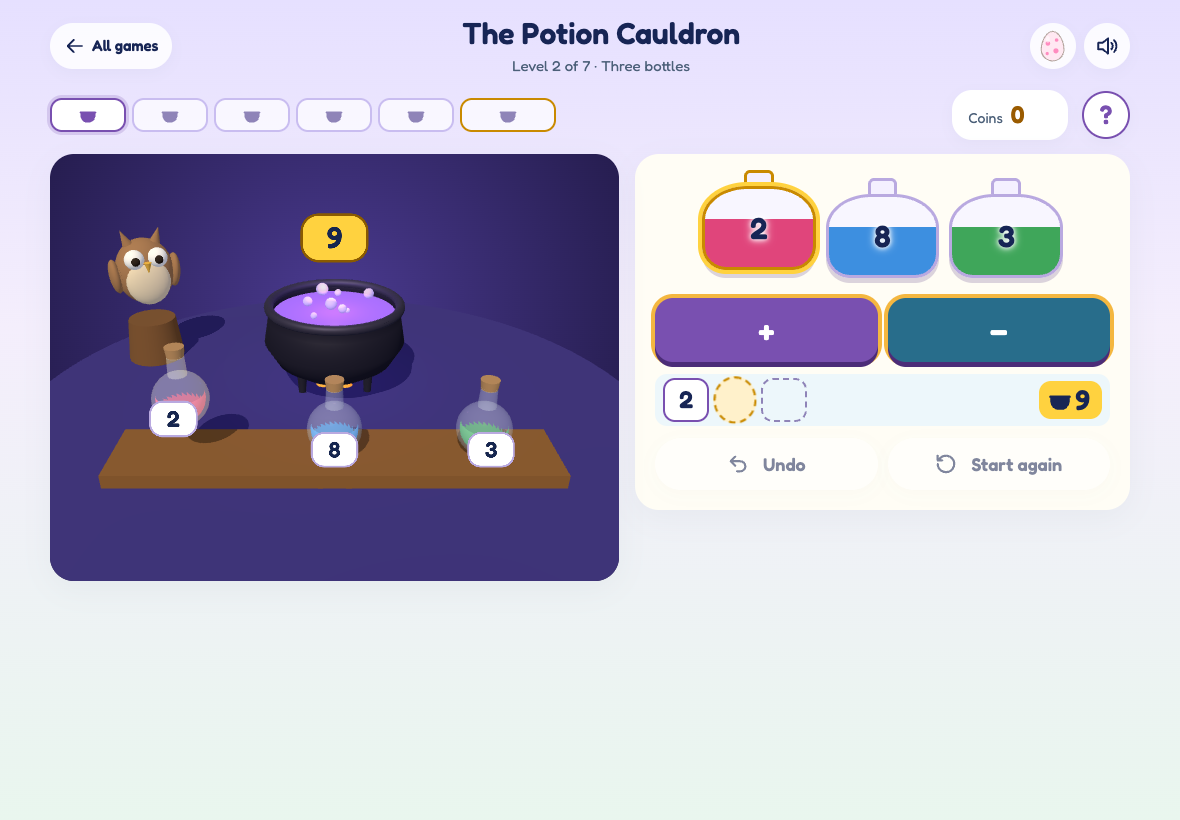 All games
The Potion Cauldron
Level 2 of 7 · Three bottles
Coins 0
?
9
2
8
3
2
8
3
+
−
2
9
Undo
Start again